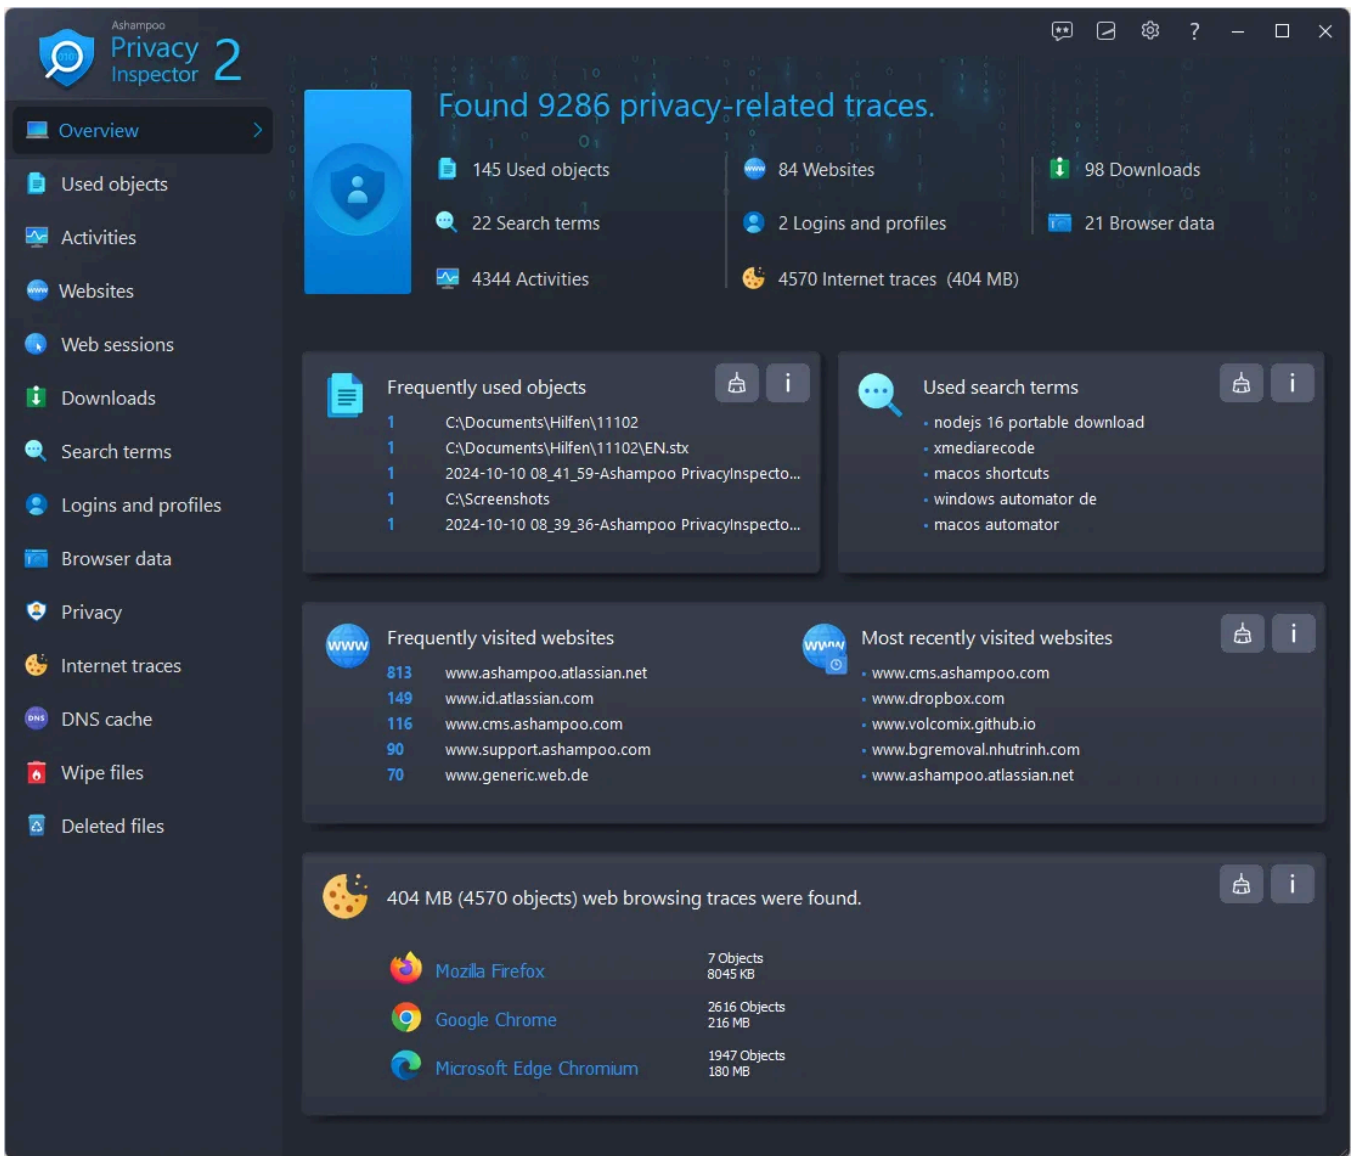 Ashampoo
Privacy
Inspector 2
Overview
Used objects
Activities
Websites
Web sessions
Downloads
Search terms
Logins and profiles
Browser data
Privacy
Internet traces
DNS cache
Wipe files
Deleted files
?
Found 9286 privacy-related traces.
145 Used objects
84 Websites
98 Downloads
22 Search terms
2 Logins and profiles
21 Browser data
4344 Activities
4570 Internet traces (404 MB)
Frequently used objects
i
1 C:\Documents\Hilfen\11102
1 C:\Documents\Hilfen\11102\EN.stx
1 2024-10-10 08_41_59-Ashampoo PrivacyInspecto...
1 C:\Screenshots
1 2024-10-10 08_39_36-Ashampoo PrivacyInspecto...
Used search terms
i
• nodejs 16 portable download
• xmediarecode
• macos shortcuts
• windows automator de
• macos automator
www
Frequently visited websites
813 www.ashampoo.atlassian.net
149 www.id.atlassian.com
116 www.cms.ashampoo.com
90 www.support.ashampoo.com
70 www.generic.web.de
www
Most recently visited websites
i
• www.cms.ashampoo.com
• www.dropbox.com
• www.volcomix.github.io
• www.bgremoval.nhutrinh.com
• www.ashampoo.atlassian.net
404 MB (4570 objects) web browsing traces were found.
i
Mozilla Firefox
7 Objects
8045 KB
Google Chrome
2616 Objects
216 MB
Microsoft Edge Chromium
1947 Objects
180 MB